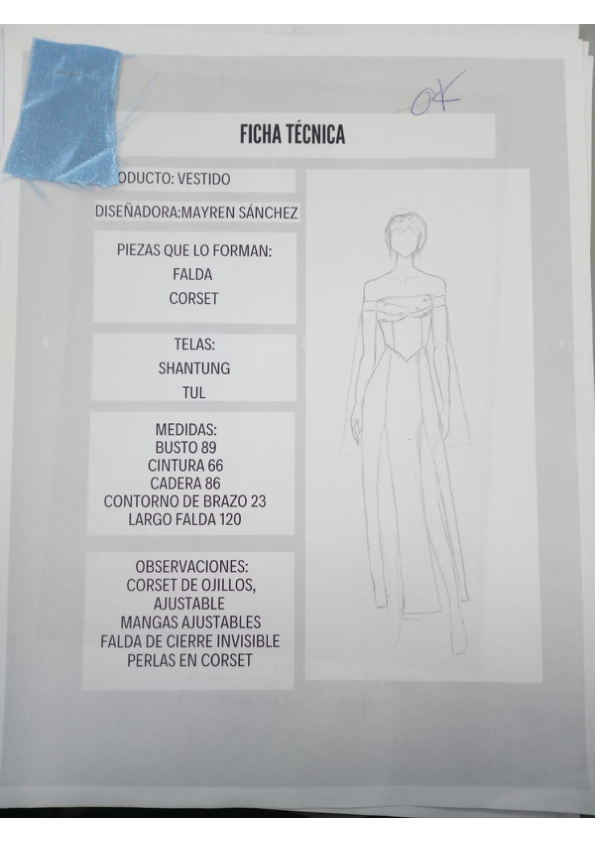 OK
FICHA TÉCNICA
ODUCTO: VESTIDO
DISEÑADORA:MAYREN SÁNCHEZ
PIEZAS QUE LO FORMAN:
FALDA
CORSET
TELAS:
SHANTUNG
TUL
MEDIDAS:
BUSTO 89
CINTURA 66
CADERA 86
CONTORNO DE BRAZO 23
LARGO FALDA 120
OBSERVACIONES:
CORSET DE OJILLOS,
AJUSTABLE
MANGAS AJUSTABLES
FALDA DE CIERRE INVISIBLE
PERLAS EN CORSET